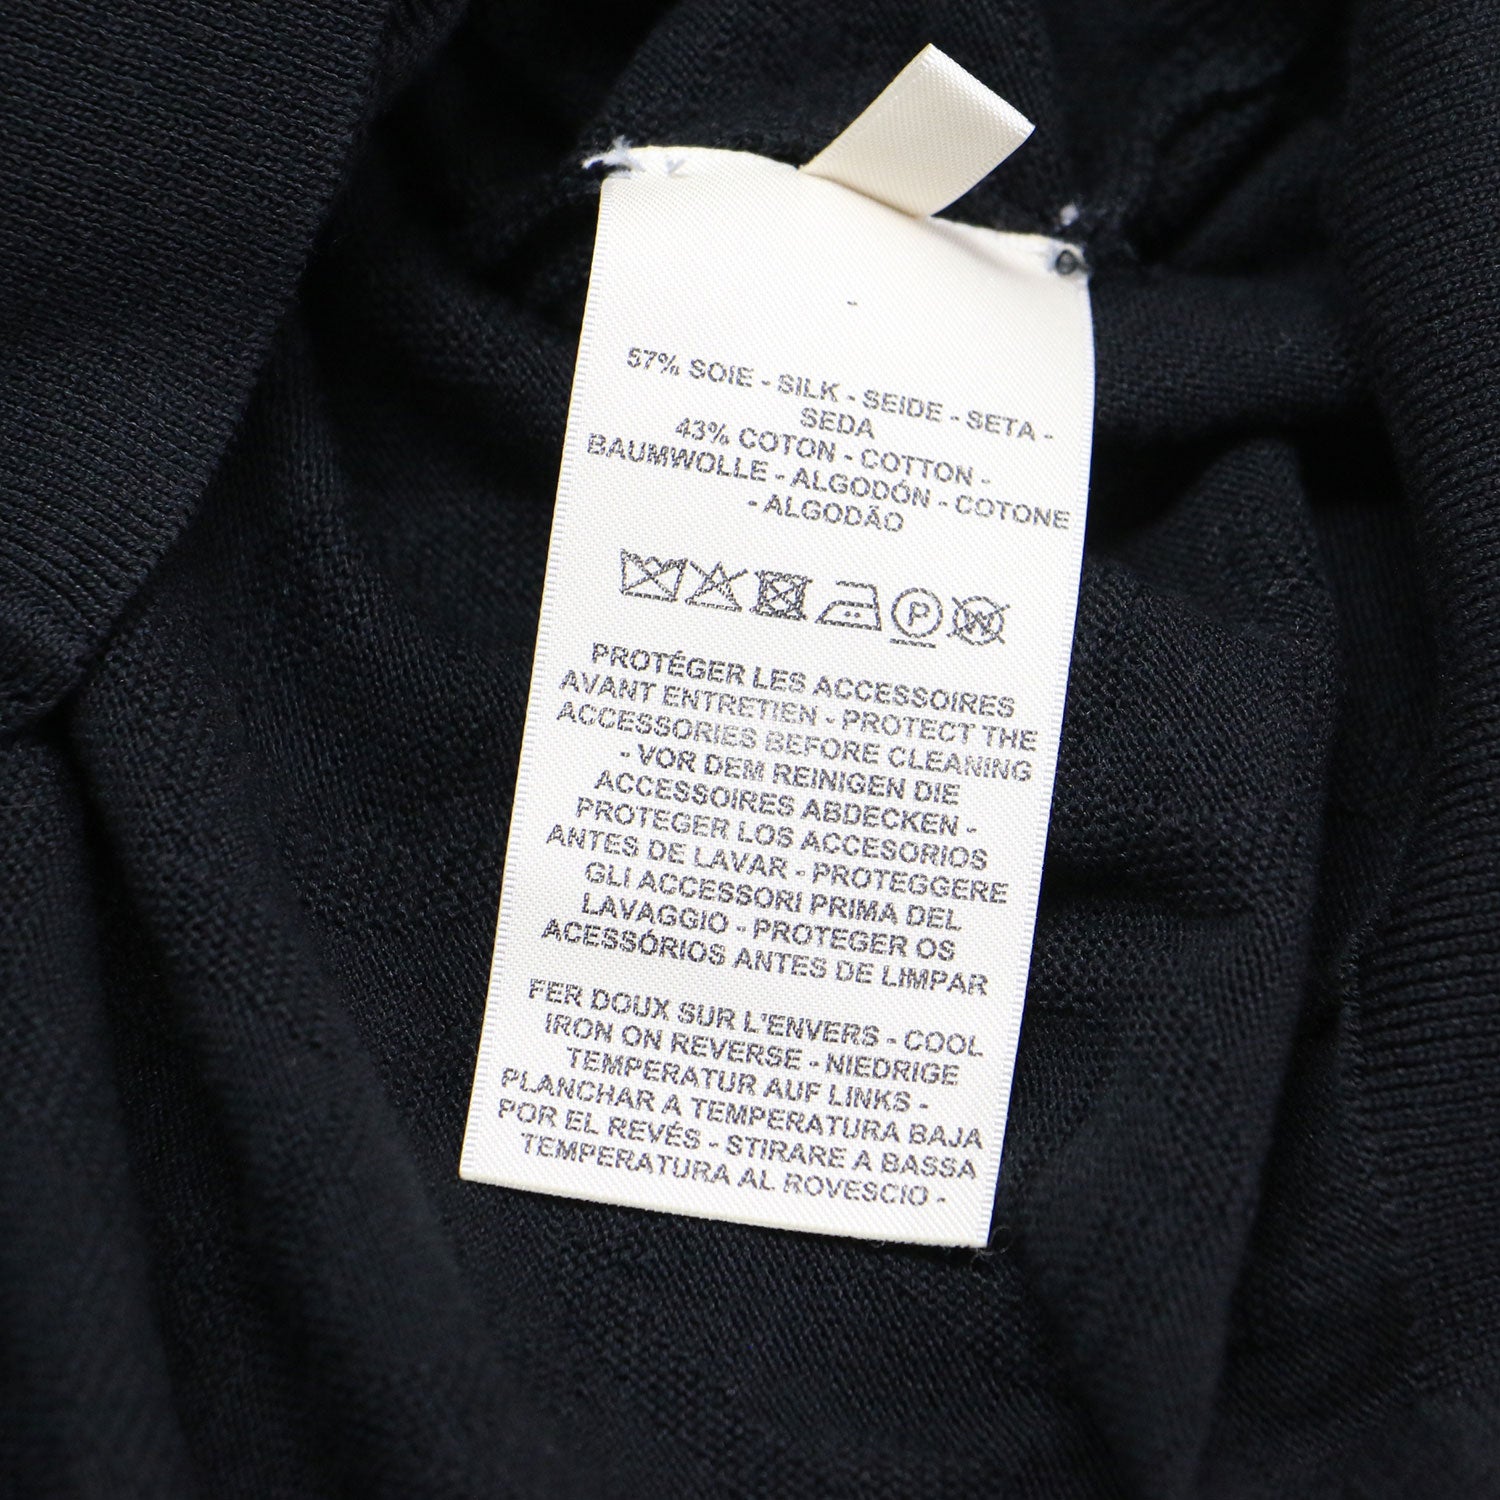 57% SOIE - SILK - SEIDE - SETA -
SEDA
43% COTON - COTTON -
BAUMWOLLE - ALGODÓN - COTONE
- ALGODÃO
P W
PROTÉGER LES ACCESSOIRES
AVANT ENTRETIEN - PROTECT THE
ACCESSORIES BEFORE CLEANING
- VOR DEM REINIGEN DIE
ACCESSOIRES ABDECKEN -
PROTEGER LOS ACCESORIOS
ANTES DE LAVAR - PROTEGGERE
GLI ACCESSORI PRIMA DEL
LAVAGGIO - PROTEGER OS
ACESSÓRIOS ANTES DE LIMPAR
FER DOUX SUR L'ENVERS - COOL
IRON ON REVERSE - NIEDRIGE
TEMPERATUR AUF LINKS -
PLANCHAR A TEMPERATURA BAJA
POR EL REVÉS - STIRARE A BASSA
TEMPERATURA AL ROVESCIO -